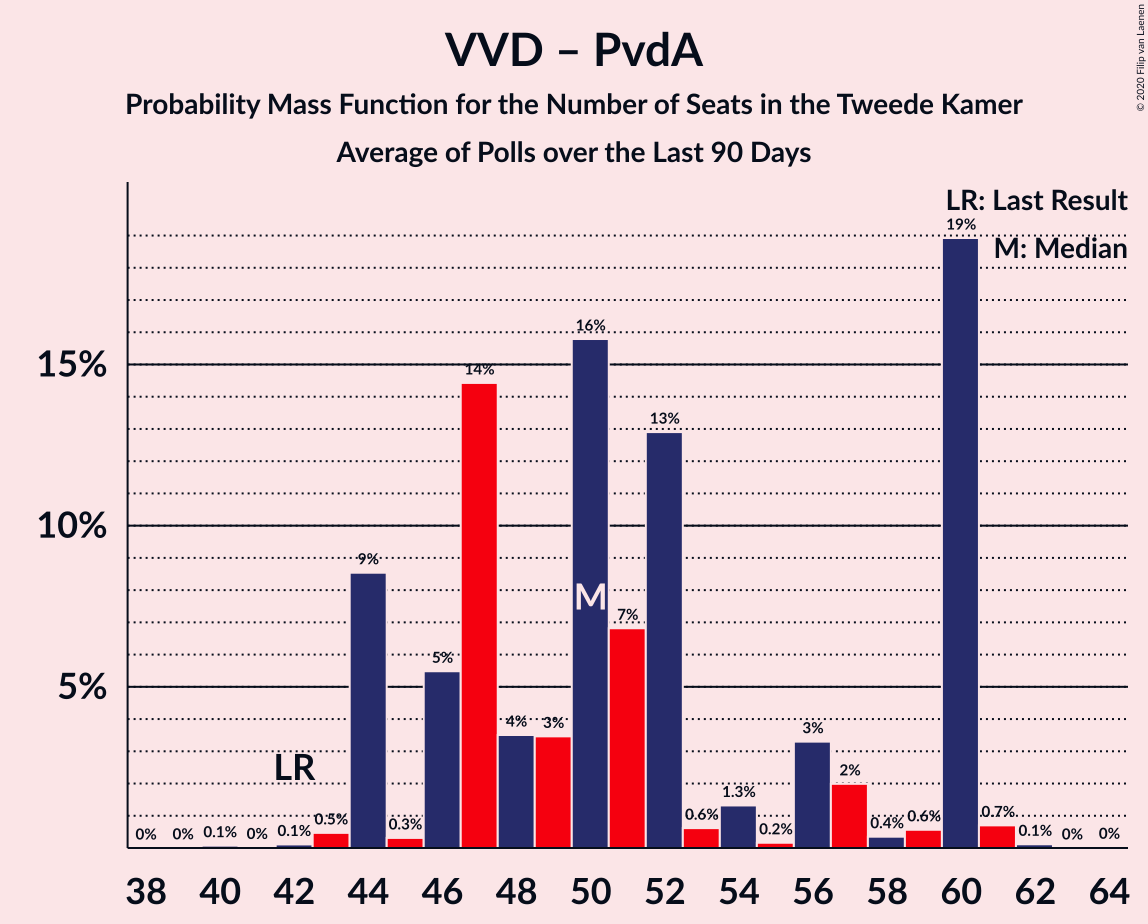 VVD – PvdA
Probability Mass Function for the Number of Seats in the Tweede Kamer
Average of Polls over the Last 90 Days
© 2020 Filip van Laenen
LR: Last Result
M: Median
15%
10%
5%
0% 0% 0.1% 0% 0.1% 0.5% 9% 0.3% 5% 14% 4% 3% 16% 7% 13% 0.6% 1.3% 0.2% 3% 2% 0.4% 0.6% 19% 0.7% 0.1% 0% 0%
LR
M
38 40 42 44 46 48 50 52 54 56 58 60 62 64